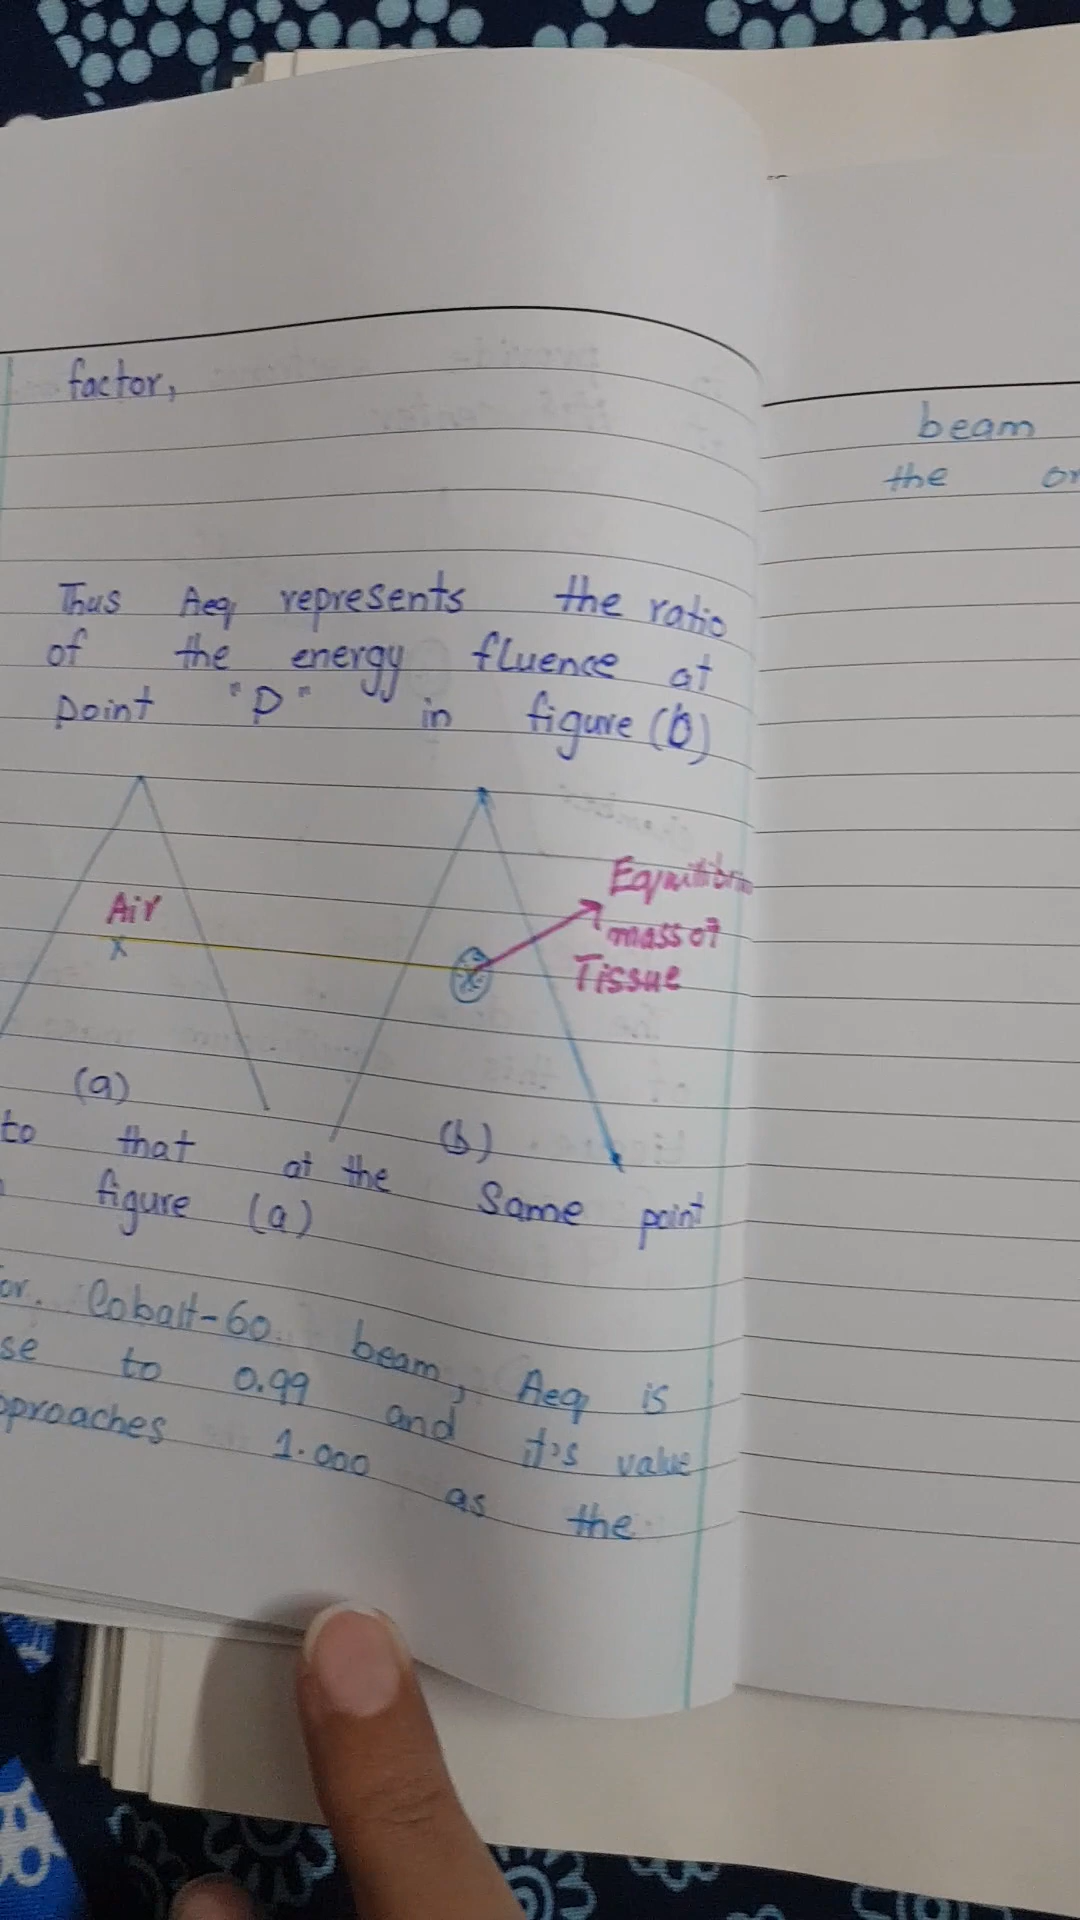 factor,
Thus Aeq represents the ratio
of the energy fluence at
point "P" in figure (b)
Air
Equilibrium
mass of
Tissue
(a)
(b)
to that at the same point
figure (a)
Cobalt-60 beam, Aeq is
to 0.99 and it's value
1.000 as the
beam
the